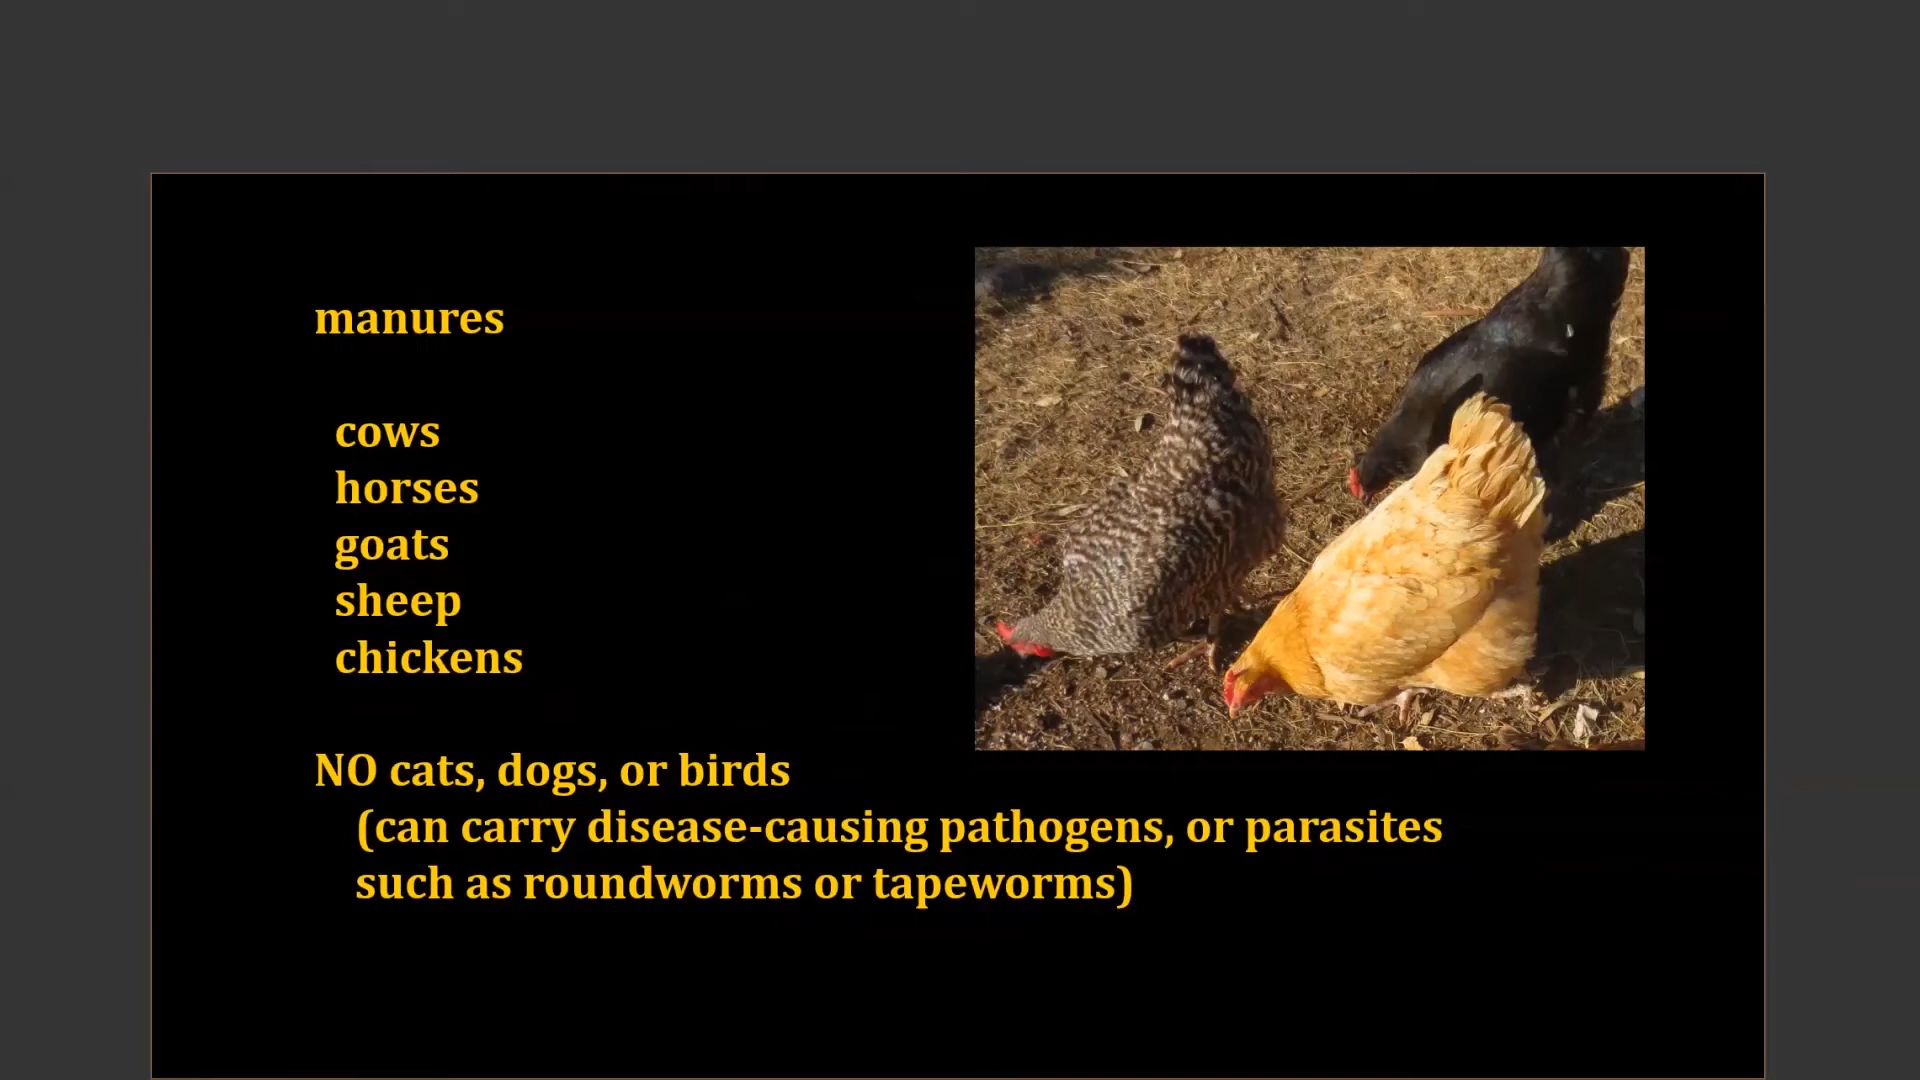 manures
cows
horses
goats
sheep
chickens
NO cats, dogs, or birds
(can carry disease-causing pathogens, or parasites
such as roundworms or tapeworms)